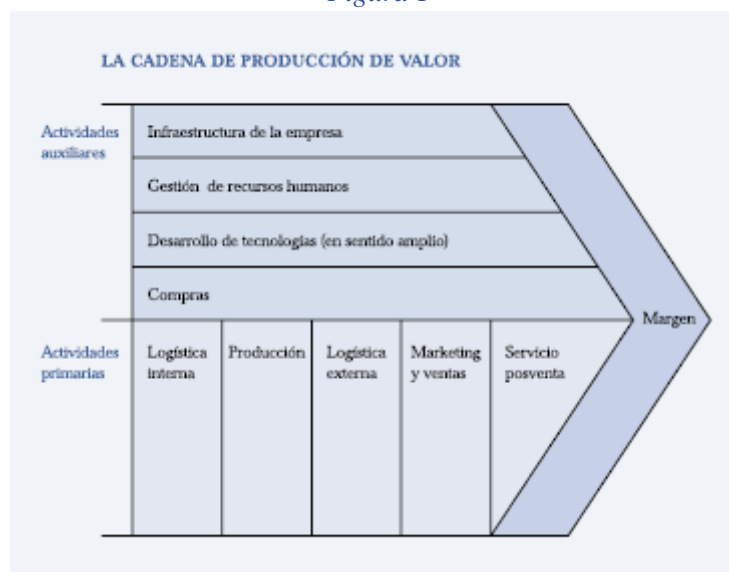 Figura 1
LA CADENA DE PRODUCCIÓN DE VALOR
Actividades
auxiliares
Infraestructura de la empresa
Gestión de recursos humanos
Desarrollo de tecnologías (en sentido amplio)
Compras
Margen
Actividades
primarias
Logística
interna
Producción
Logística
externa
Marketing
y ventas
Servicio
posventa